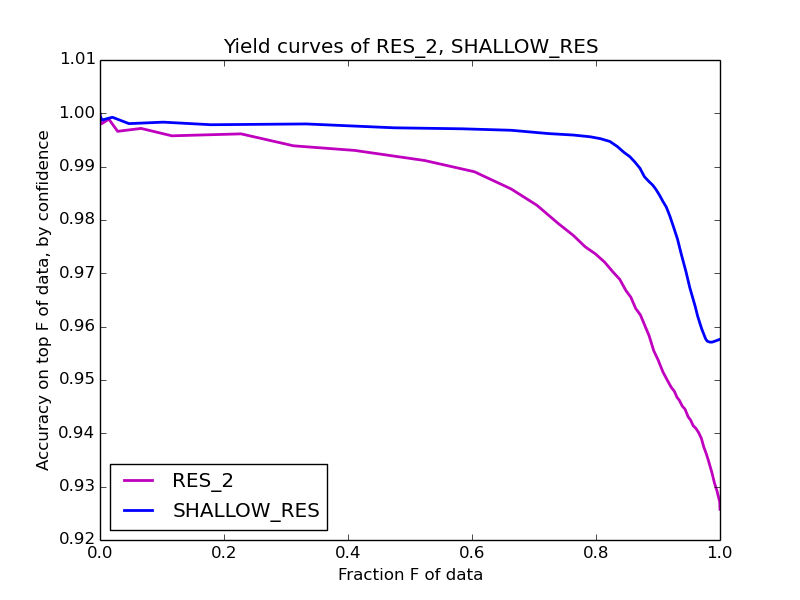 Yield curves of RES_2, SHALLOW_RES
1.01
1.00
0.99
0.98
0.97
0.96
0.95
0.94
0.93
0.92
Accuracy on top F of data, by confidence
RES_2
SHALLOW_RES
0.0 0.2 0.4 0.6 0.8 1.0
Fraction F of data